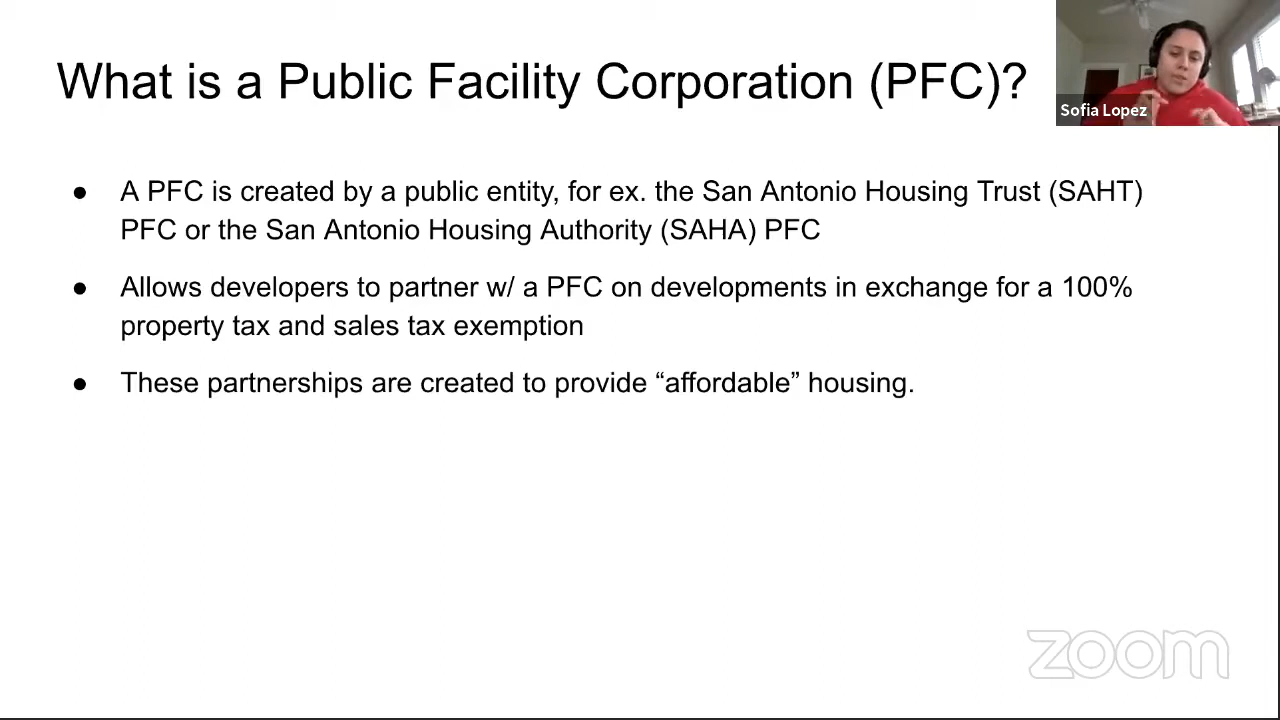 What is a Public Facility Corporation (PFC)?
Sofia Lopez
● A PFC is created by a public entity, for ex. the San Antonio Housing Trust (SAHT)
PFC or the San Antonio Housing Authority (SAHA) PFC
● Allows developers to partner w/ a PFC on developments in exchange for a 100%
property tax and sales tax exemption
● These partnerships are created to provide “affordable” housing.
zoom